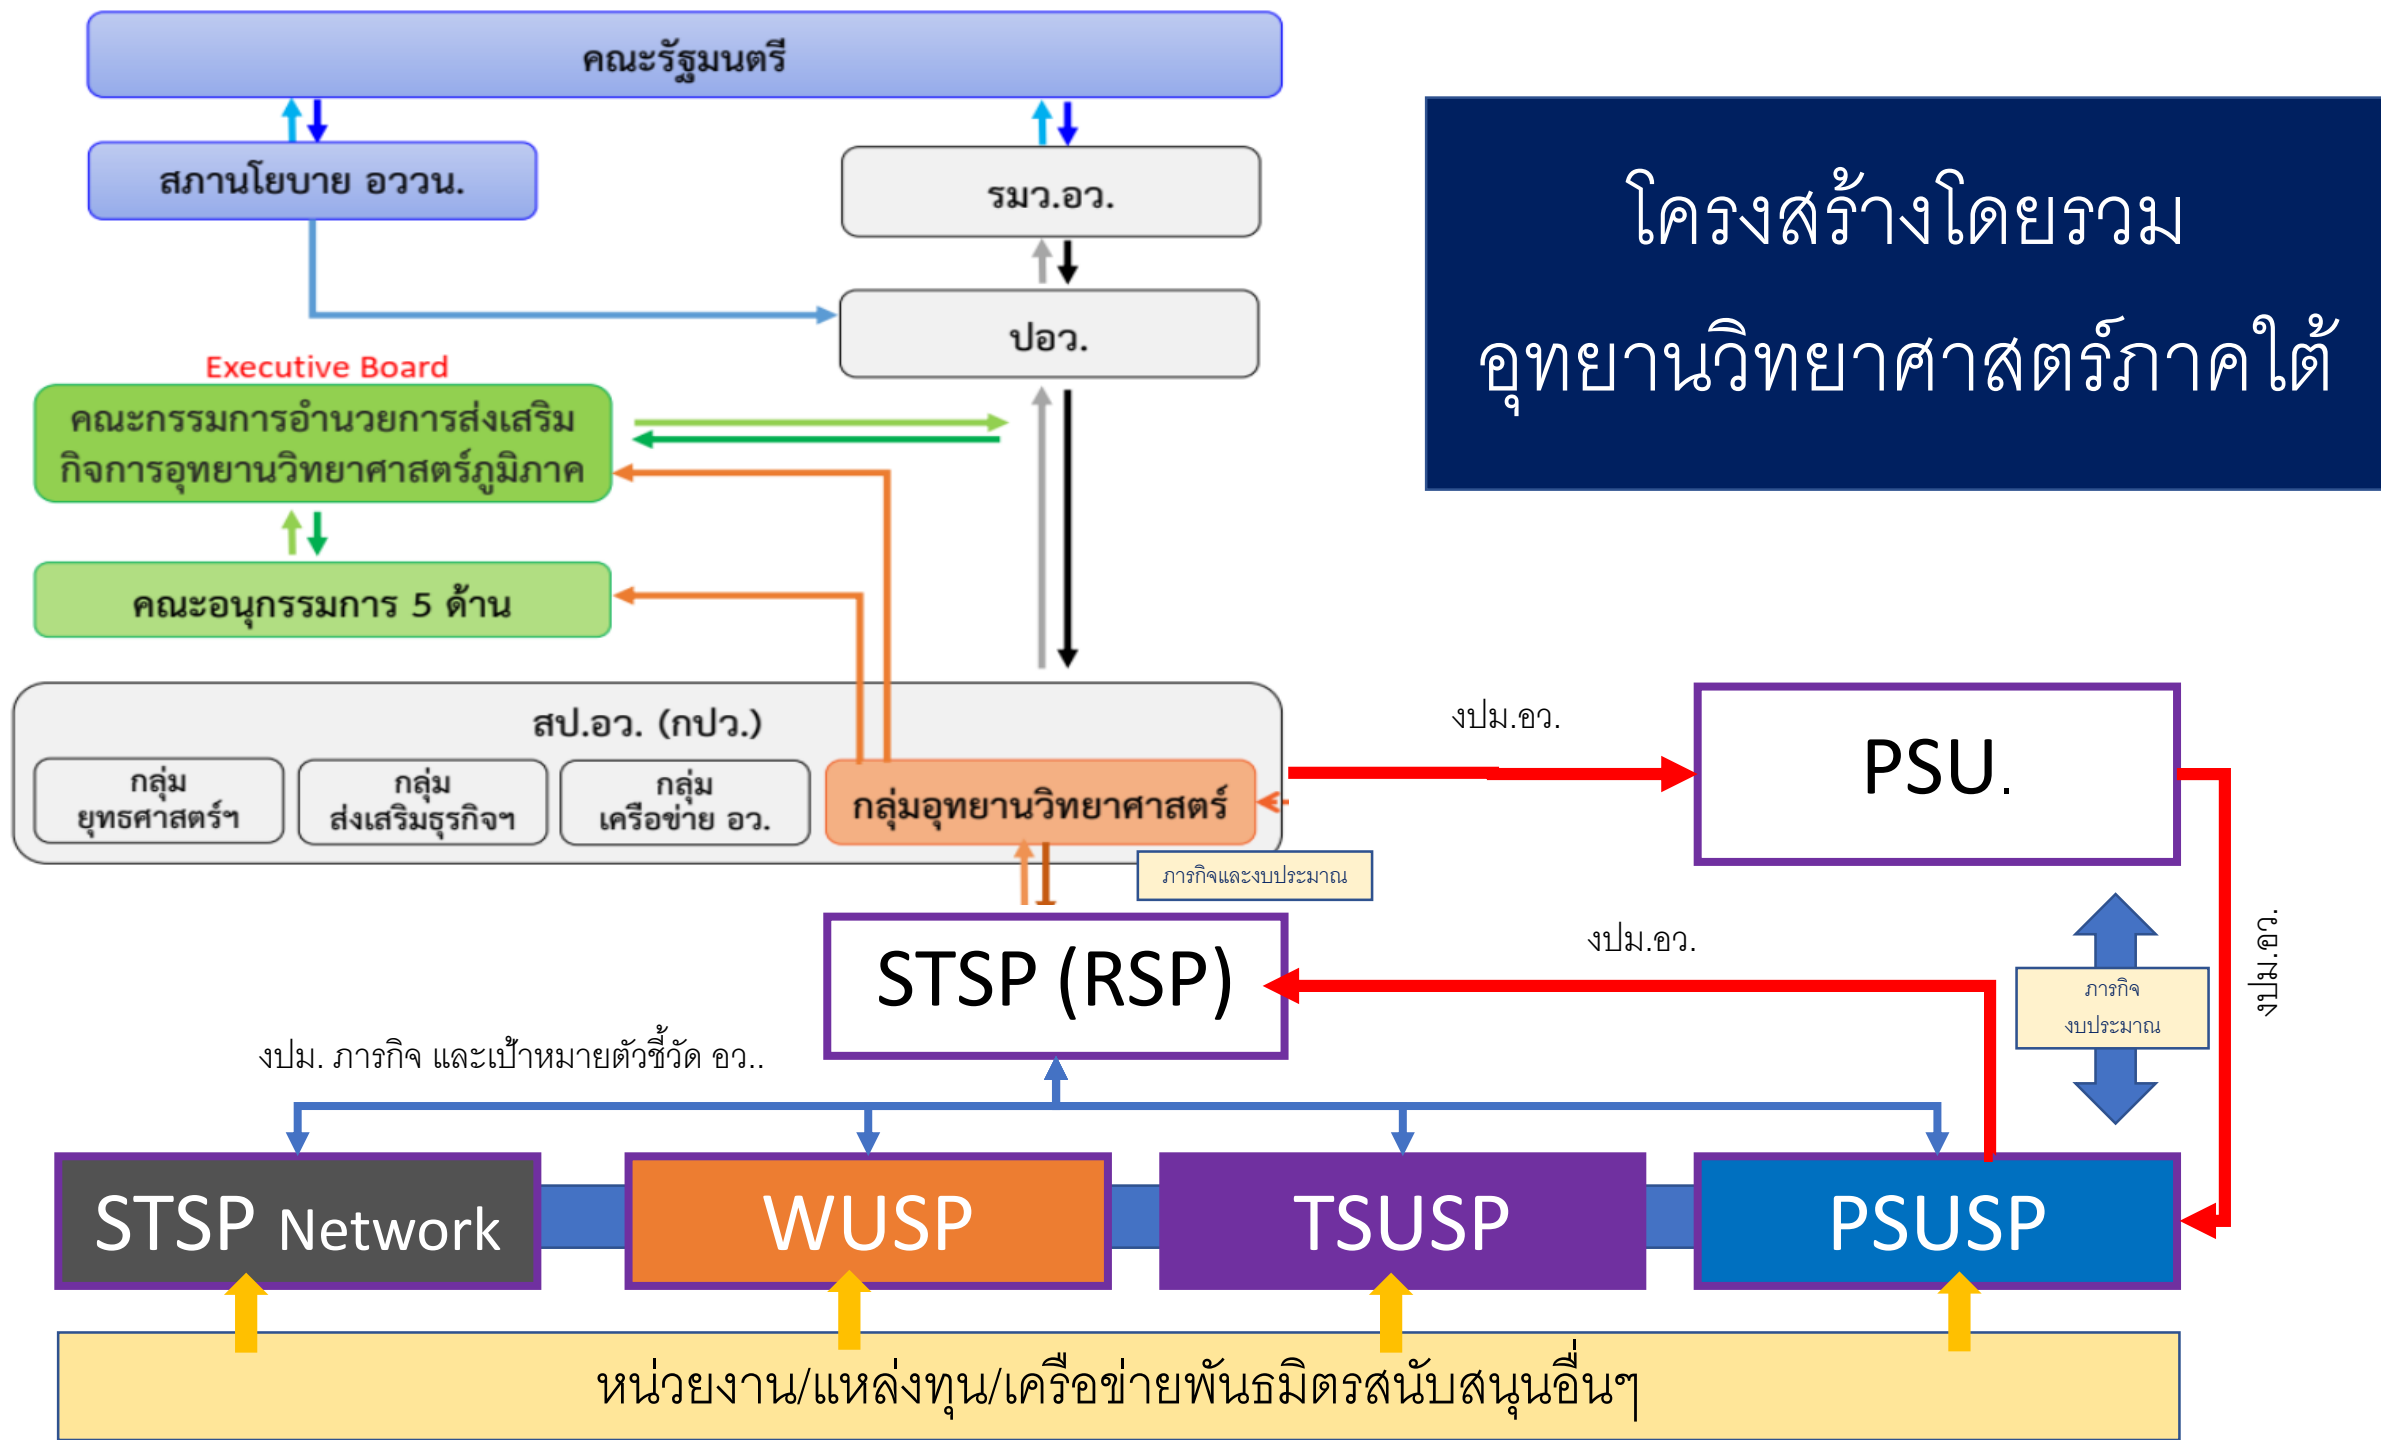 คณะรัฐมนตรี
สภานโยบาย อววน.
รมว.อว.
โครงสร้างโดยรวม
อุทยานวิทยาศาสตร์ภาคใต้
ปอว.
Executive Board
คณะกรรมการอำนวยการส่งเสริม
กิจการอุทยานวิทยาศาสตร์ภูมิภาค
คณะอนุกรรมการ 5 ด้าน
สป.อว. (กปว.)
กลุ่ม
ยุทธศาสตร์ฯ
กลุ่ม
ส่งเสริมธุรกิจฯ
กลุ่ม
เครือข่าย อว.
กลุ่มอุทยานวิทยาศาสตร์
งปม.อว.
PSU.
ภารกิจและงบประมาณ
STSP (RSP)
งปม.อว.
ภารกิจ
งบประมาณ
งปม.อว.
งปม. ภารกิจ และเป้าหมายตัวชี้วัด อว..
STSP Network
WUSP
TSUSP
PSUSP
หน่วยงาน/แหล่งทุน/เครือข่ายพันธมิตรสนับสนุนอื่นๆ